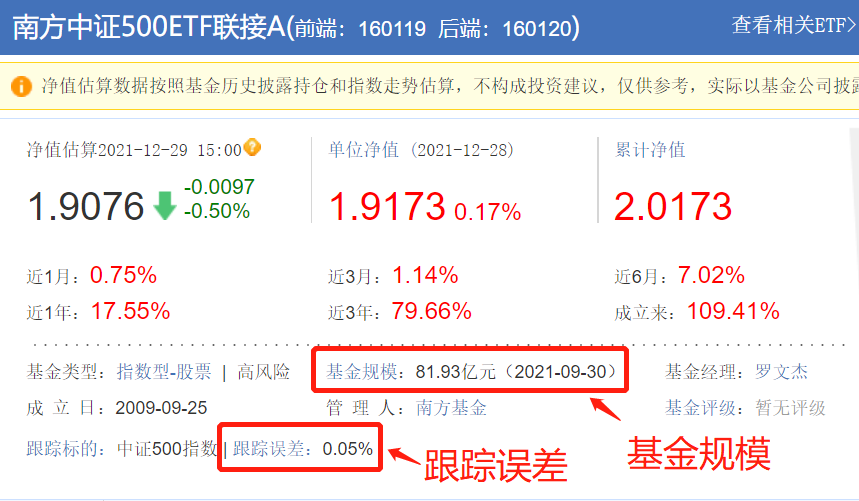 南方中证500ETF联接A(前端：160119 后端：160120) 查看相关ETF>
净值估算数据按照基金历史披露持仓和指数走势估算，不构成投资建议，仅供参考，实际以基金公司披露
净值估算2021-12-29 15:00 单位净值 (2021-12-28) 累计净值
1.9076 -0.0097 -0.50% 1.9173 0.17% 2.0173
近1月：0.75% 近3月：1.14% 近6月：7.02%
近1年：17.55% 近3年：79.66% 成立来：109.41%
基金类型：指数型-股票 | 高风险 基金规模：81.93亿元（2021-09-30） 基金经理：罗文杰
成 立 日：2009-09-25 管 理 人：南方基金 基金评级：暂无评级
跟踪标的：中证500指数 | 跟踪误差：0.05%
跟踪误差 基金规模